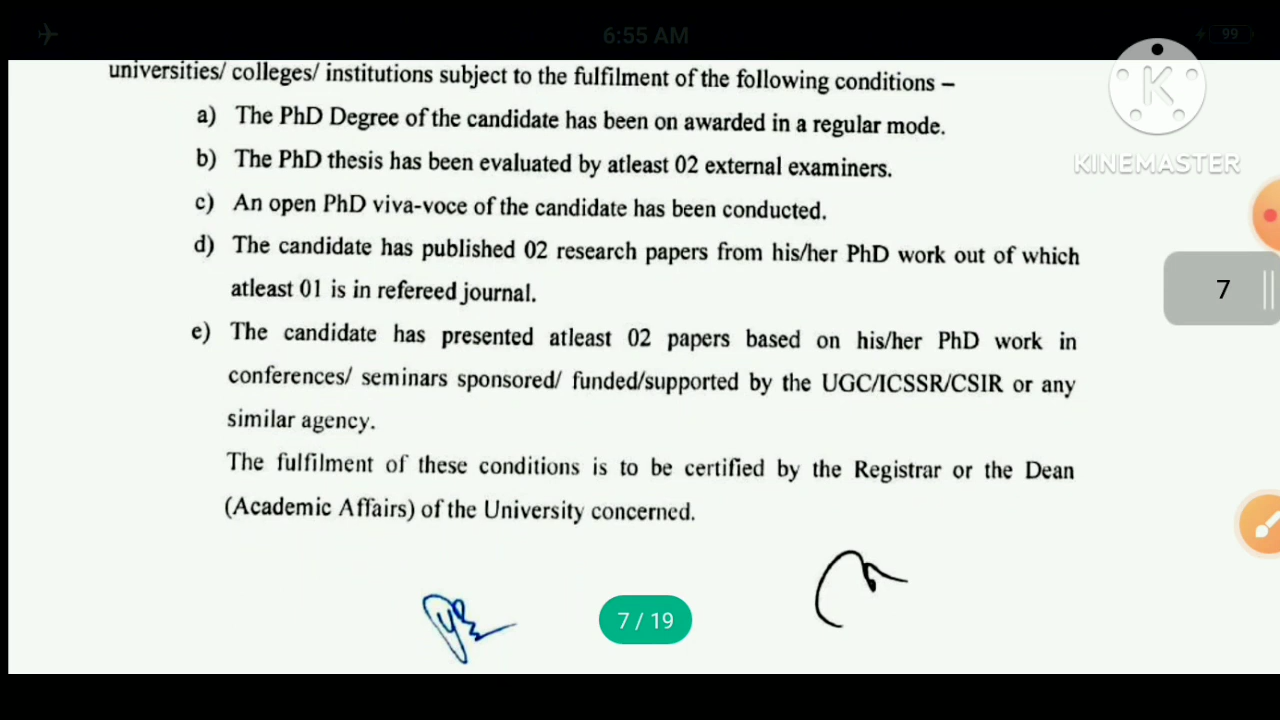 6:55 AM
99
universities/ colleges/ institutions subject to the fulfilment of the following conditions –
K
KINEMASTER
a) The PhD Degree of the candidate has been on awarded in a regular mode.
b) The PhD thesis has been evaluated by atleast 02 external examiners.
c) An open PhD viva-voce of the candidate has been conducted.
d) The candidate has published 02 research papers from his/her PhD work out of which
atleast 01 is in refereed journal.
7
e) The candidate has presented atleast 02 papers based on his/her PhD work in
conferences/ seminars sponsored/ funded/supported by the UGC/ICSSR/CSIR or any
similar agency.
The fulfilment of these conditions is to be certified by the Registrar or the Dean
(Academic Affairs) of the University concerned.
7 / 19